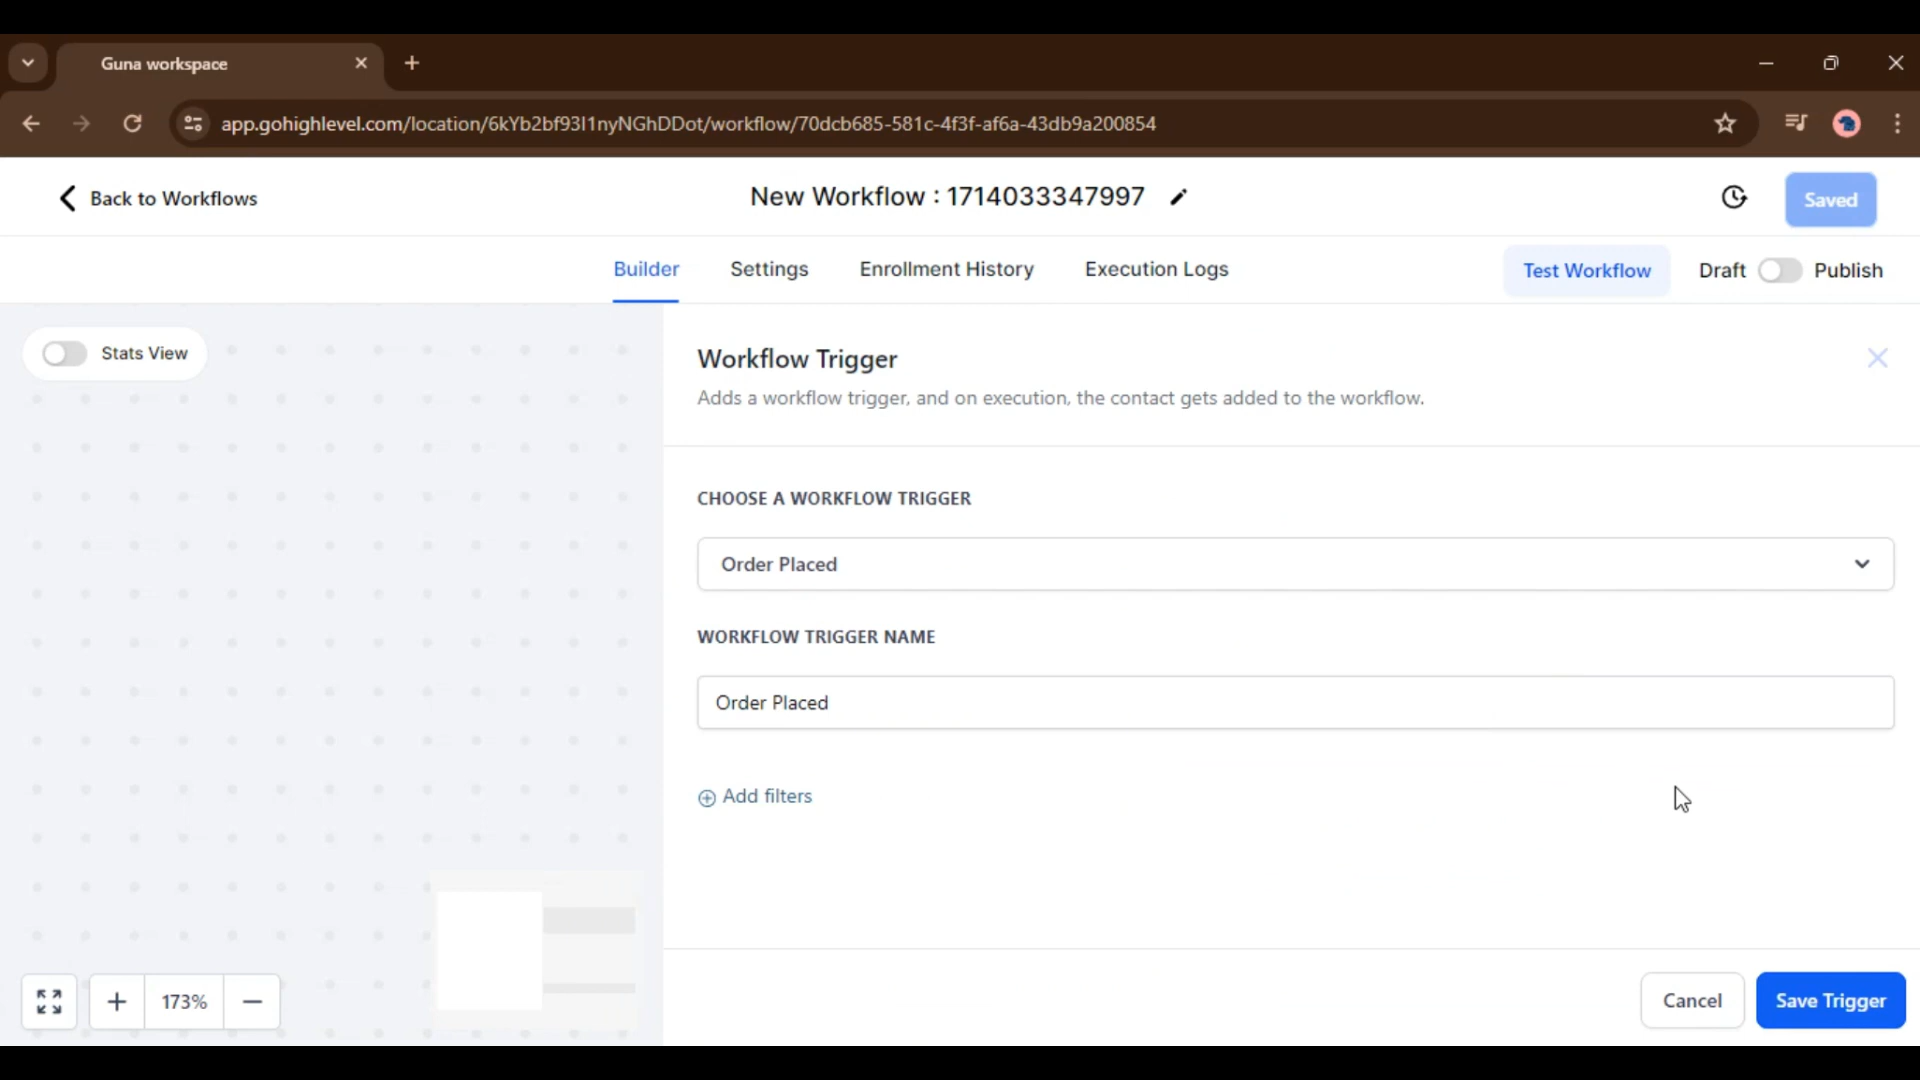 Guna workspace
app.gohighlevel.com/location/6kYb2bf93l1nyNGhDDot/workflow/70dcb685-581c-4f3f-af6a-43db9a200854
Back to Workflows
New Workflow : 1714033347997
Saved
Builder
Settings
Enrollment History
Execution Logs
Test Workflow
Draft
Publish
Stats View
Workflow Trigger
Adds a workflow trigger, and on execution, the contact gets added to the workflow.
CHOOSE A WORKFLOW TRIGGER
Order Placed
WORKFLOW TRIGGER NAME
Order Placed
Add filters
173%
Cancel
Save Trigger